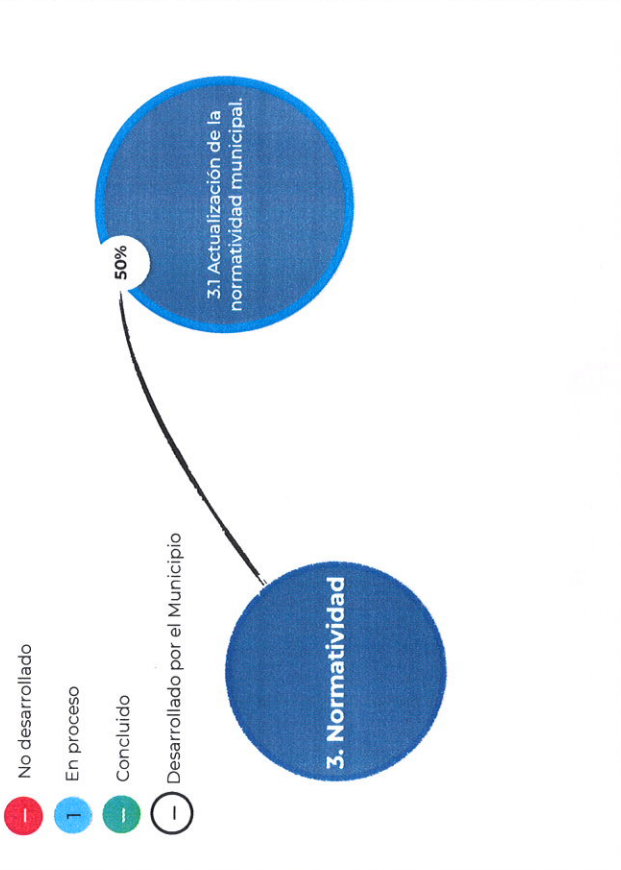 — No desarrollado
1 En proceso
— Concluido
— Desarrollado por el Municipio
3. Normatividad
50%
3.1 Actualización de la
normatividad municipal.